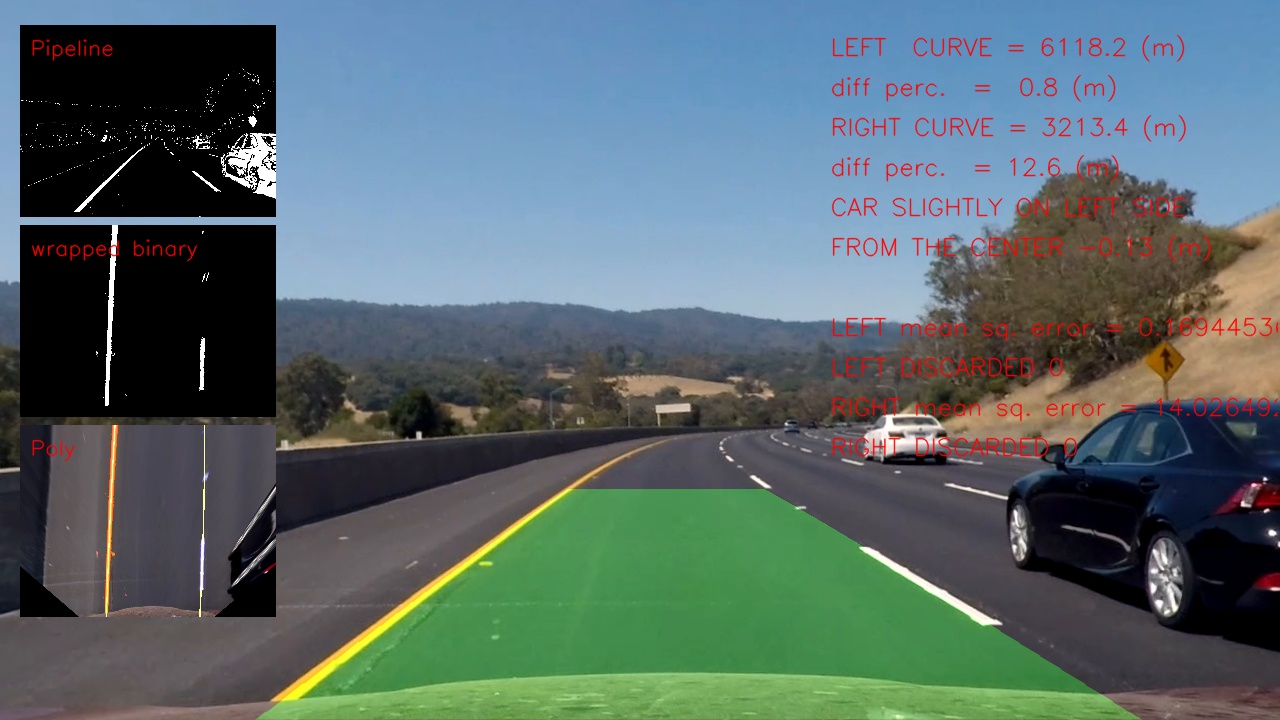 Pipeline
wrapped binary
Poly
LEFT CURVE = 6118.2 (m)
diff perc. = 0.8 (m)
RIGHT CURVE = 3213.4 (m)
diff perc. = 12.6 (m)
CAR SLIGHTLY ON LEFT SIDE
FROM THE CENTER -0.13 (m)
LEFT mean sq. error = 0.1694453
LEFT DISCARDED 0
RIGHT mean sq. error = 14.026492
RIGHT DISCARDED 0